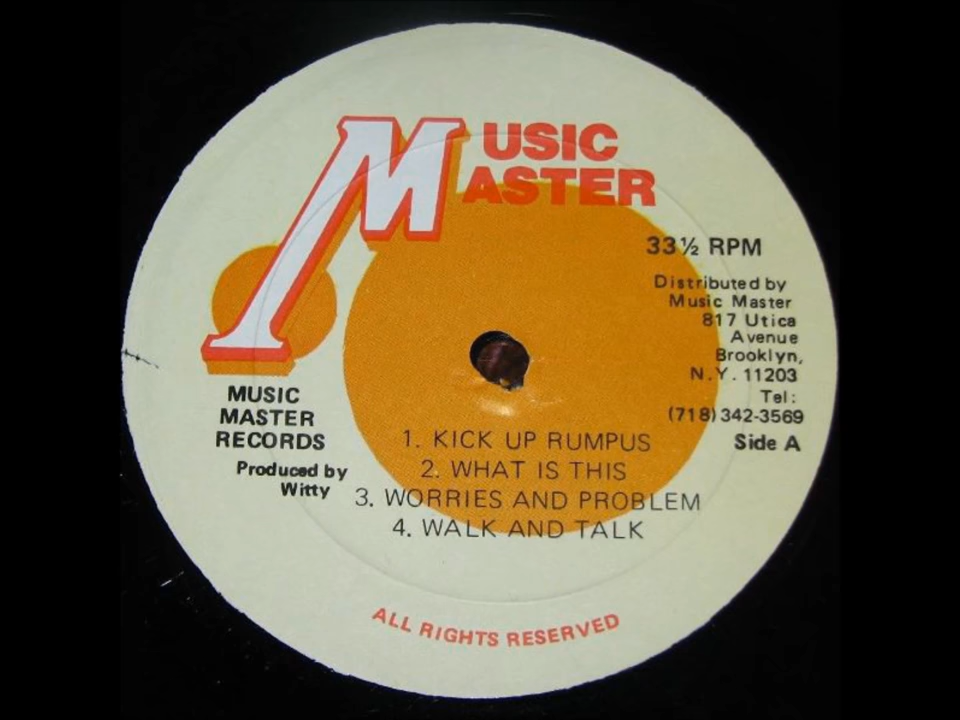 MUSIC
MASTER
33½ RPM
Distributed by
Music Master
817 Utica
Avenue
Brooklyn,
N.Y. 11203
Tel:
(718) 342-3569
Side A
MUSIC
MASTER
RECORDS
Produced by
Witty
1. KICK UP RUMPUS
2. WHAT IS THIS
3. WORRIES AND PROBLEM
4. WALK AND TALK
ALL RIGHTS RESERVED